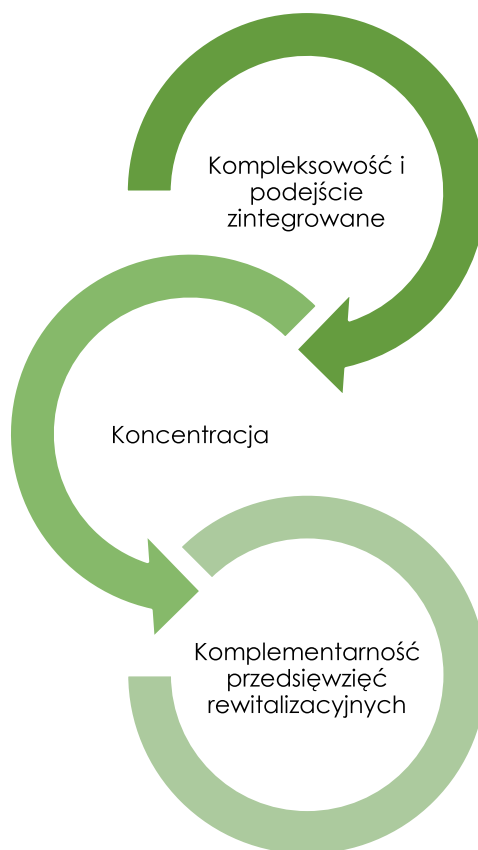 Kompleksowość i
podejście
zintegrowane
Koncentracja
Komplementarność
przedsięwzięć
rewitalizacyjnych